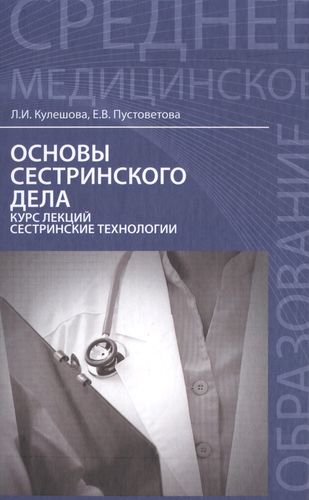 СРЕДНЕЕ
МЕДИЦИНСКОЕ
ОБРАЗОВАНИЕ
Л.И. Кулешова, Е.В. Пустоветова
ОСНОВЫ
СЕСТРИНСКОГО
ДЕЛА
КУРС ЛЕКЦИЙ
СЕСТРИНСКИЕ ТЕХНОЛОГИИ